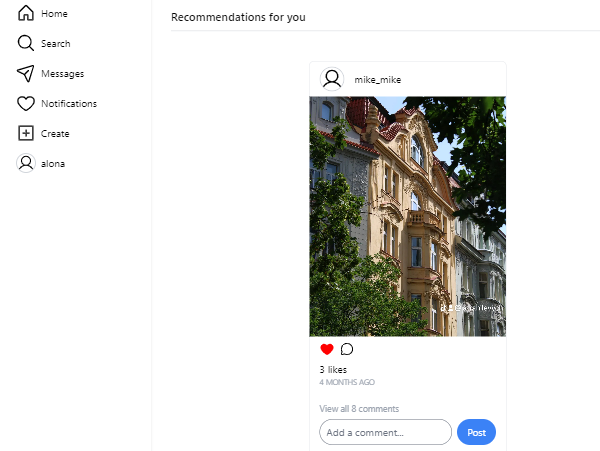 Recommendations for you
Home
Search
Messages
Notifications
Create
alona
mike_mike
3 likes
4 MONTHS AGO
View all 8 comments
Add a comment...
Post